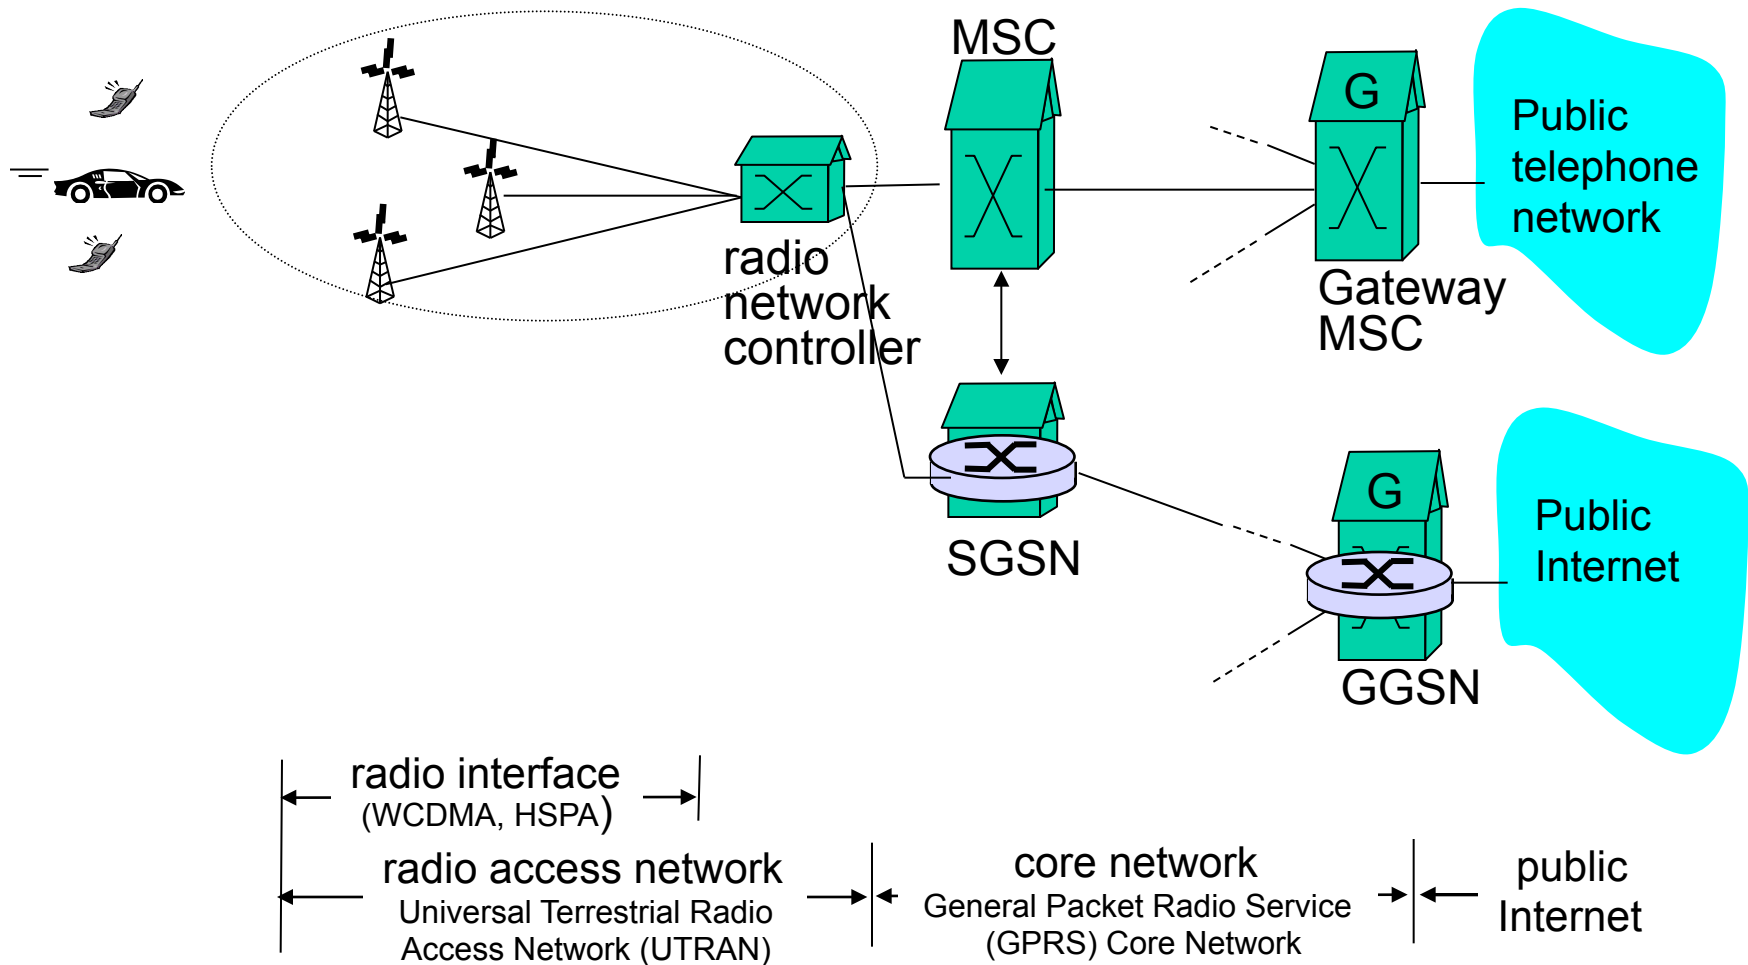 MSC
G
Public
telephone
network
radio
network
controller
Gateway
MSC
G
SGSN
Public
Internet
GGSN
radio interface
(WCDMA, HSPA)
radio access network
Universal Terrestrial Radio
Access Network (UTRAN)
core network
General Packet Radio Service
(GPRS) Core Network
public
Internet